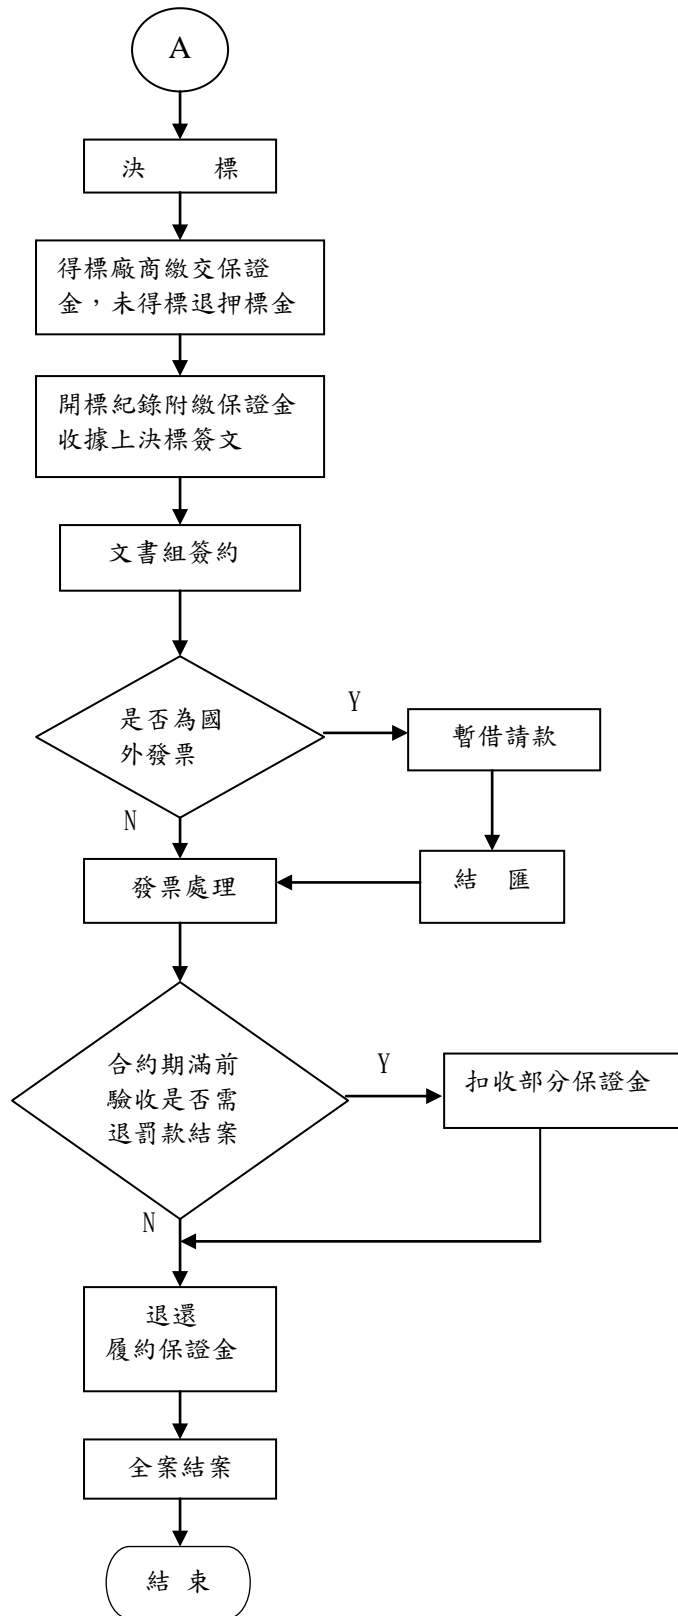 A
決 標
得標廠商繳交保證
金，未得標退押標金
開標紀錄附繳保證金
收據上決標簽文
文書組簽約
是否為國
外發票
Y
暫借請款
N
發票處理
結 匯
合約期滿前
驗收是否需
退罰款結案
Y
扣收部分保證金
N
退還
履約保證金
全案結案
結 束